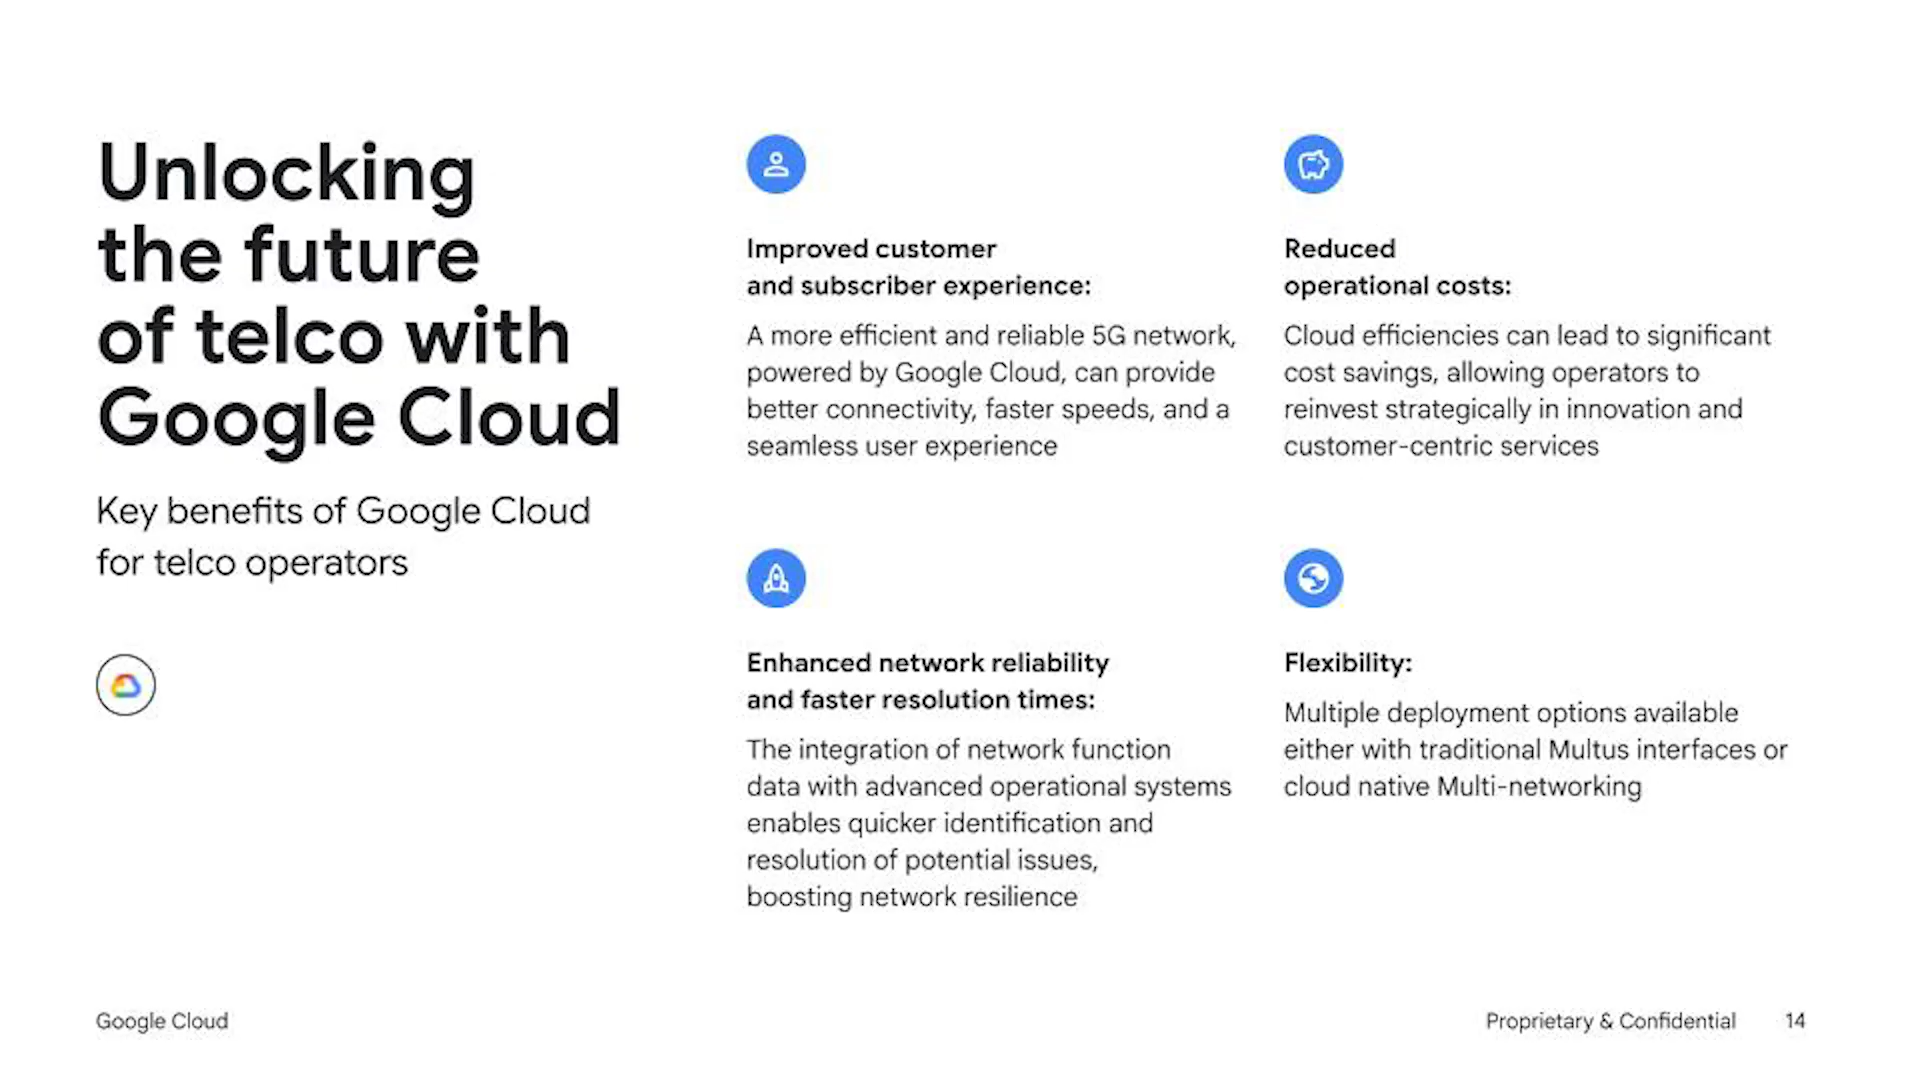 Unlocking
the future
of telco with
Google Cloud
Key benefits of Google Cloud
for telco operators
Improved customer
and subscriber experience:
A more efficient and reliable 5G network,
powered by Google Cloud, can provide
better connectivity, faster speeds, and a
seamless user experience
Reduced
operational costs:
Cloud efficiencies can lead to significant
cost savings, allowing operators to
reinvest strategically in innovation and
customer-centric services
Enhanced network reliability
and faster resolution times:
The integration of network function
data with advanced operational systems
enables quicker identification and
resolution of potential issues,
boosting network resilience
Flexibility:
Multiple deployment options available
either with traditional Multus interfaces or
cloud native Multi-networking
Google Cloud
Proprietary & Confidential 14